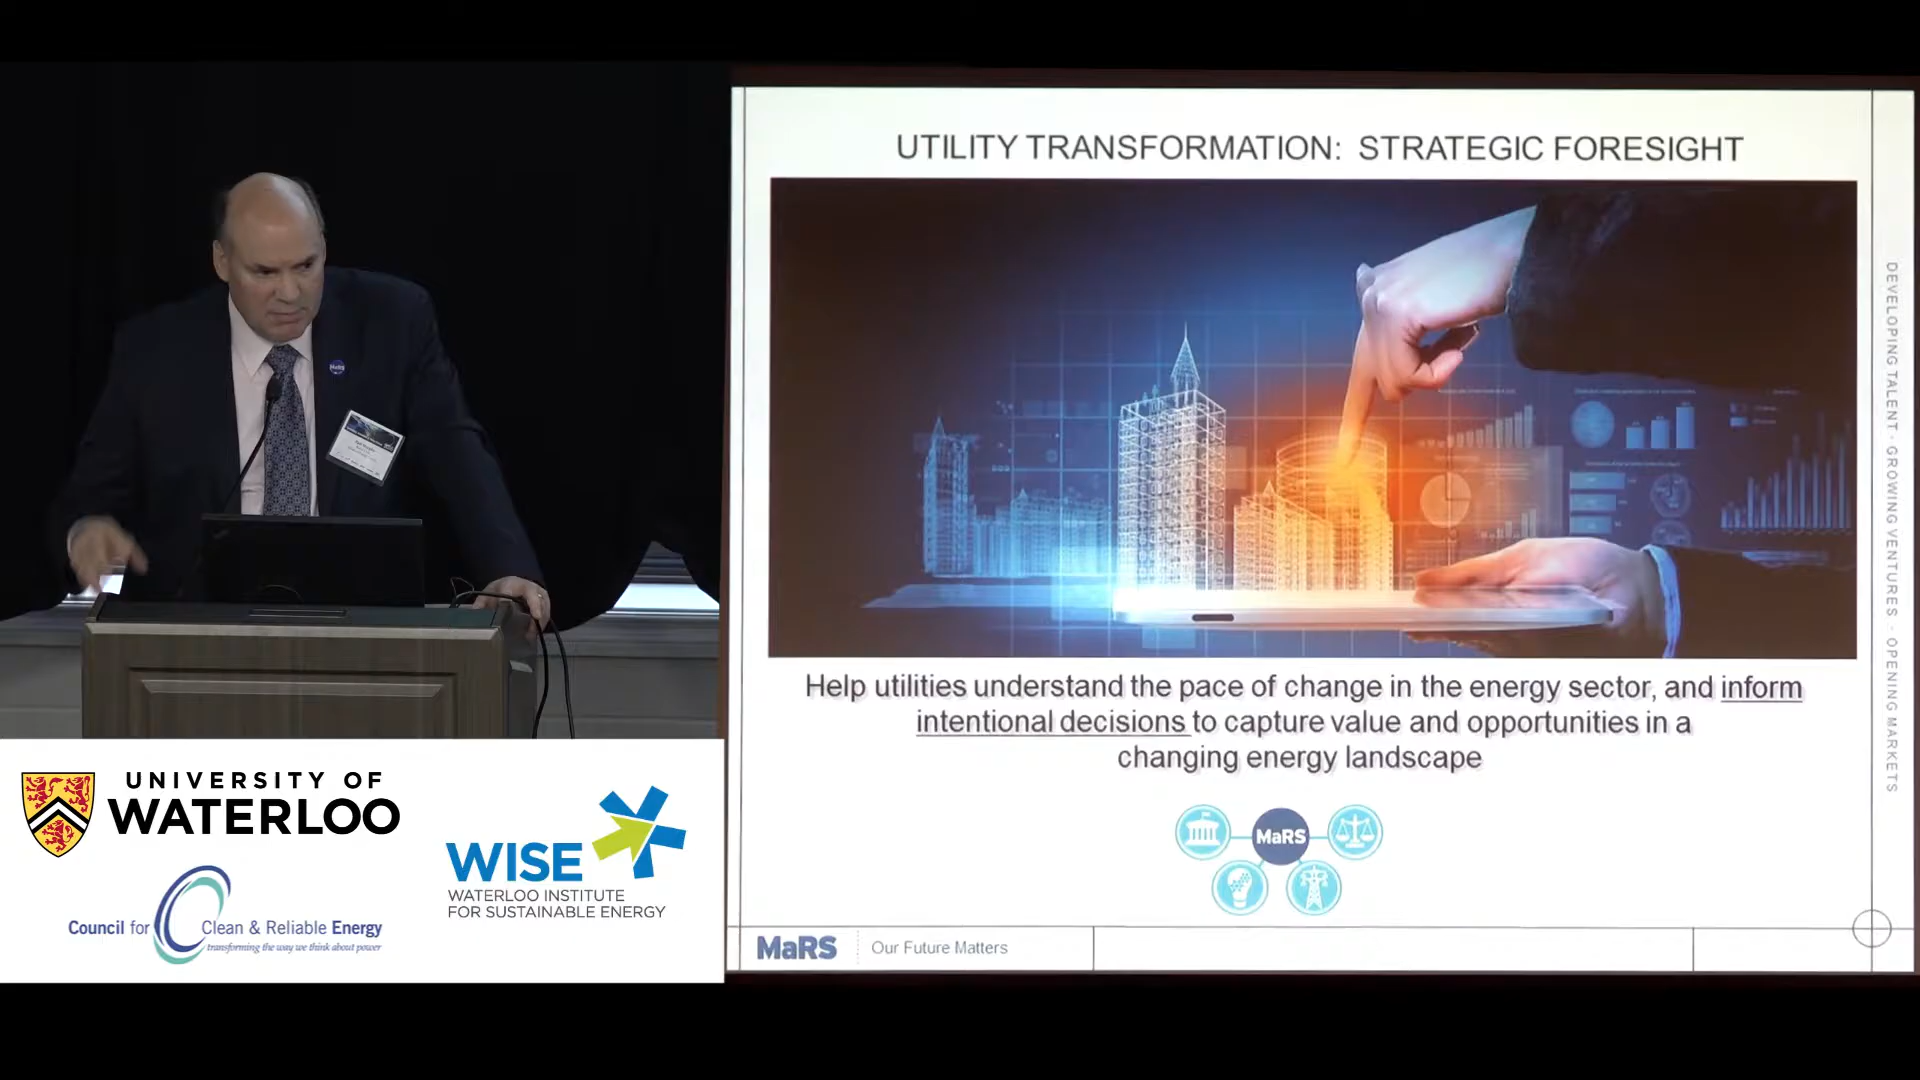 UTILITY TRANSFORMATION: STRATEGIC FORESIGHT
Help utilities understand the pace of change in the energy sector, and inform
intentional decisions to capture value and opportunities in a
changing energy landscape
MaRS
MaRS
Our Future Matters
DEVELOPING TALENT · GROWING VENTURES · OPENING MARKETS
MaRS
UNIVERSITY OF
WATERLOO
WISE
WATERLOO INSTITUTE
FOR SUSTAINABLE ENERGY
Council for Clean & Reliable Energy
transforming the way we think about power